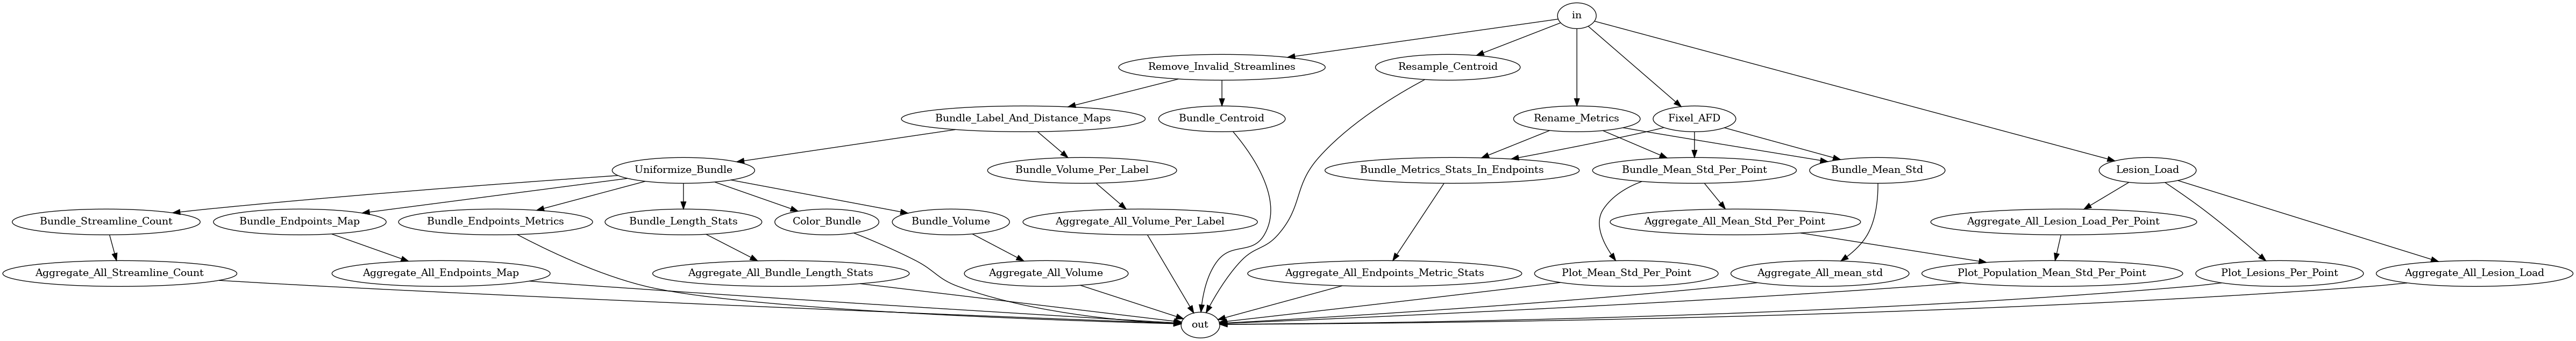 in
Remove_Invalid_Streamlines
Resample_Centroid
Bundle_Label_And_Distance_Maps
Bundle_Centroid
Rename_Metrics
Fixel_AFD
Uniformize_Bundle
Bundle_Volume_Per_Label
Bundle_Metrics_Stats_In_Endpoints
Bundle_Mean_Std_Per_Point
Bundle_Mean_Std
Lesion_Load
Bundle_Streamline_Count
Bundle_Endpoints_Map
Bundle_Endpoints_Metrics
Bundle_Length_Stats
Color_Bundle
Bundle_Volume
Aggregate_All_Volume_Per_Label
Aggregate_All_Mean_Std_Per_Point
Aggregate_All_Lesion_Load_Per_Point
Aggregate_All_Streamline_Count
Aggregate_All_Endpoints_Map
Aggregate_All_Bundle_Length_Stats
Aggregate_All_Volume
Aggregate_All_Endpoints_Metric_Stats
Plot_Mean_Std_Per_Point
Aggregate_All_mean_std
Plot_Population_Mean_Std_Per_Point
Plot_Lesions_Per_Point
Aggregate_All_Lesion_Load
out